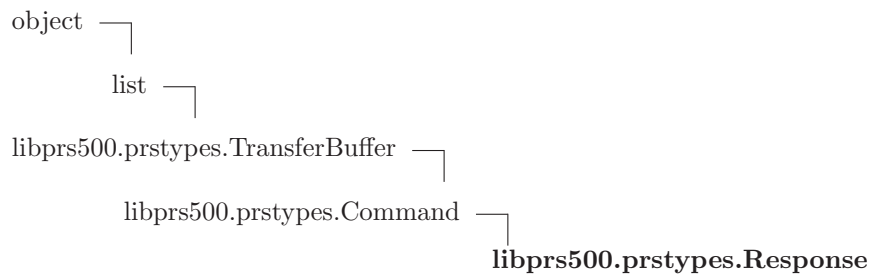 object
list
libprs500.prstypes.TransferBuffer
libprs500.prstypes.Command
libprs500.prstypes.Response